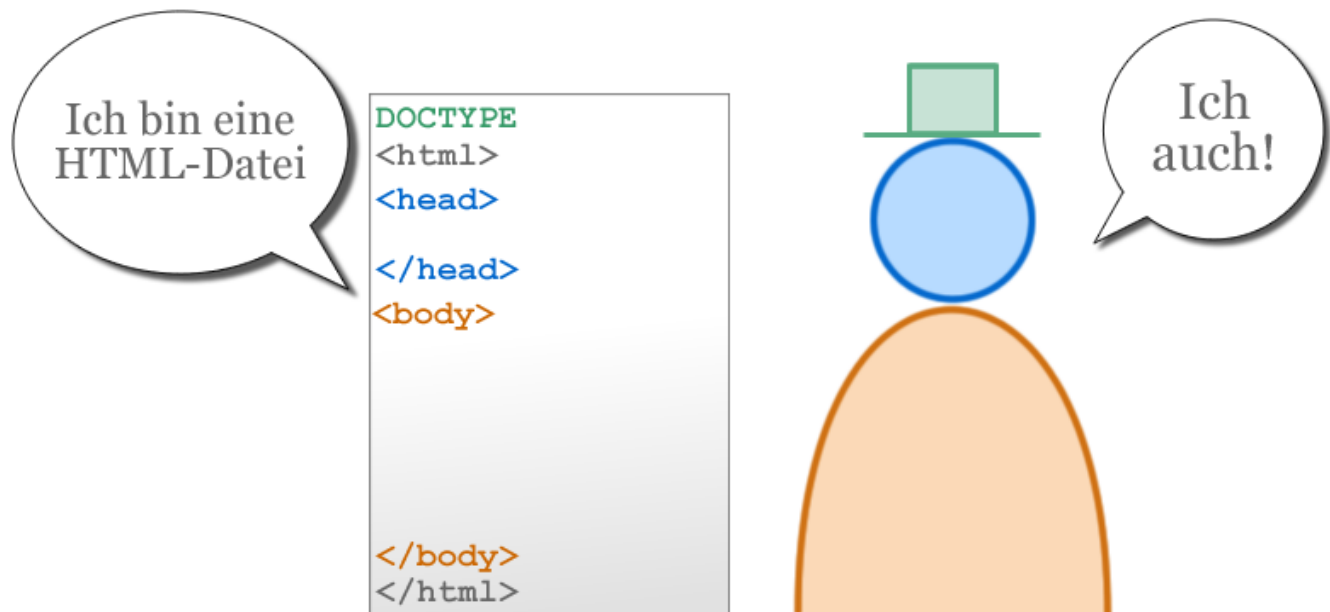 Ich bin eine
HTML-Datei
DOCTYPE
<html>
<head>
</head>
<body>
</body>
</html>
Ich
auch!